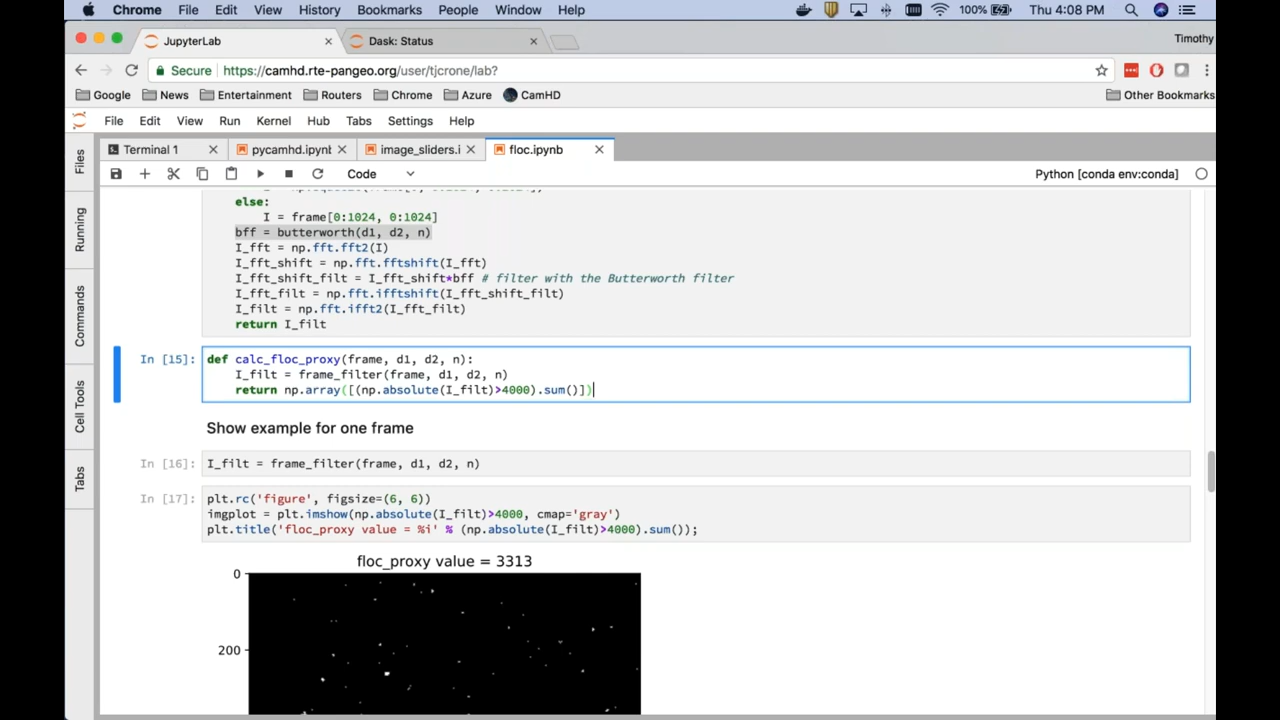 Chrome File Edit View History Bookmarks People Window Help 100% Thu 4:08 PM
JupyterLab × Dask: Status × Timothy
Secure https://camhd.rte-pangeo.org/user/tjcrone/lab?
Google News Entertainment Routers Chrome Azure CamHD Other Bookmarks
File Edit View Run Kernel Hub Tabs Settings Help
Terminal 1 × pycamhd.ipynb × image_sliders.i × floc.ipynb ×
Code Python [conda env:conda]
Files
Running
Commands
Cell Tools
Tabs
else:
I = frame[0:1024, 0:1024]
bff = butterworth(d1, d2, n)
I_fft = np.fft.fft2(I)
I_fft_shift = np.fft.fftshift(I_fft)
I_fft_shift_filt = I_fft_shift*bff # filter with the Butterworth filter
I_fft_filt = np.fft.ifftshift(I_fft_shift_filt)
I_filt = np.fft.ifft2(I_fft_filt)
return I_filt
In [15]: def calc_floc_proxy(frame, d1, d2, n):
I_filt = frame_filter(frame, d1, d2, n)
return np.array([(np.absolute(I_filt)>4000).sum()])
Show example for one frame
In [16]: I_filt = frame_filter(frame, d1, d2, n)
In [17]: plt.rc('figure', figsize=(6, 6))
imgplot = plt.imshow(np.absolute(I_filt)>4000, cmap='gray')
plt.title('floc_proxy value = %i' % (np.absolute(I_filt)>4000).sum());
floc_proxy value = 3313
0
200